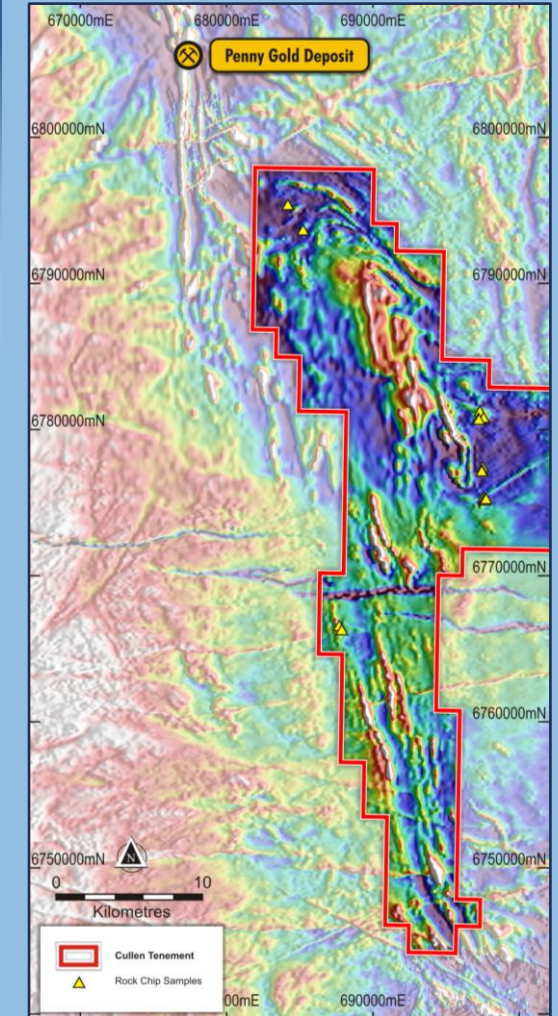 670000mE 680000mE 690000mE
Penny Gold Deposit
6800000mN 6800000mN
6790000mN 6790000mN
6780000mN
6770000mN
6760000mN
6750000mN 6750000mN
N
0 10
Kilometres
Cullen Tenement
Rock Chip Samples
00mE 690000mE